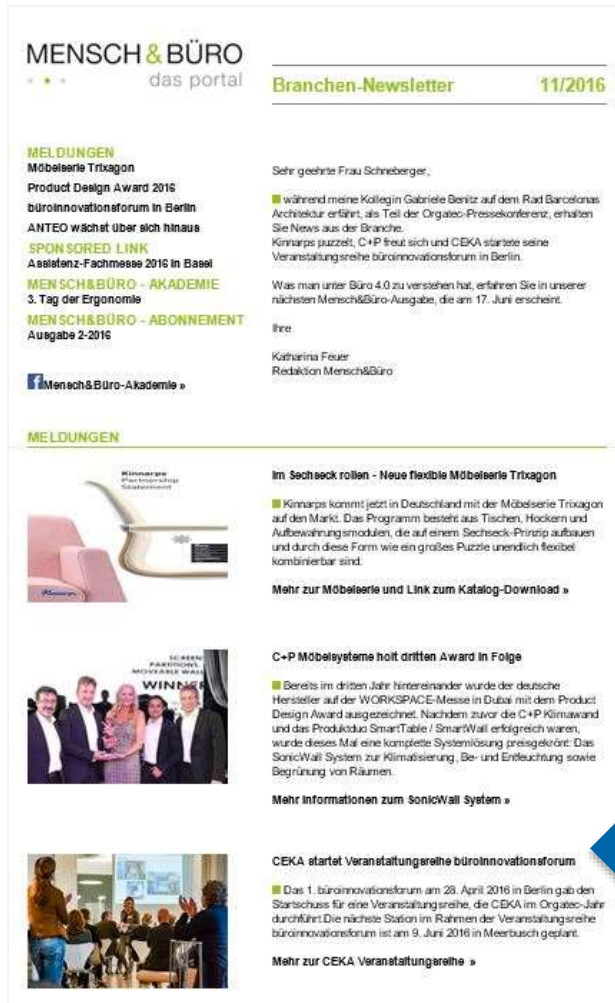 MENSCH&BÜRO
das portal
Branchen-Newsletter 11/2016
MELDUNGEN
Möbelserie Trixagon
Product Design Award 2016
büroinnovationsforum in Berlin
ANTEO wächst über sich hinaus
SPONSORED LINK
Assistenz-Fachmesse 2016 in Basel
MENSCH&BÜRO - AKADEMIE
3. Tag der Ergonomie
MENSCH&BÜRO - ABONNEMENT
Ausgabe 2-2016
Mensch&Büro-Akademie »
Sehr geehrte Frau Schneberger,
während meine Kollegin Gabriele Benitz auf dem Rad Barcelonas
Architektur erfährt, als Teil der Orgatec-Pressekonferenz, erhalten
Sie News aus der Branche.
Kinnarps puzzelt, C+P freut sich und CEKA startete seine
Veranstaltungsreihe büroinnovationsforum in Berlin.
Was man unter Büro 4.0 zu verstehen hat, erfahren Sie in unserer
nächsten Mensch&Büro-Ausgabe, die am 17. Juni erscheint.
Ihre
Katharina Feuer
Redaktion Mensch&Büro
MELDUNGEN
Kinnarps
Partnership
Statement
Kinnarps
Im Sechseck rollen - Neue flexible Möbelserie Trixagon
Kinnarps kommt jetzt in Deutschland mit der Möbelserie Trixagon
auf den Markt. Das Programm besteht aus Tischen, Hockern und
Aufbewahrungsmodulen, die auf einem Sechseck-Prinzip aufbauen
und durch diese Form wie ein großes Puzzle unendlich flexibel
kombinierbar sind.
Mehr zur Möbelserie und Link zum Katalog-Download »
SCREENS
PARTITIONS
MOVEABLE WALL
WINNER
C+P Möbelsysteme holt dritten Award in Folge
Bereits im dritten Jahr hintereinander wurde der deutsche
Hersteller auf der WORKSPACE-Messe in Dubai mit dem Product
Design Award ausgezeichnet. Nachdem zuvor die C+P Klimawand
und das Produktduo SmartTable / SmartWall erfolgreich waren,
wurde dieses Mal eine komplette Systemlösung preisgekrönt: Das
SonicWall System zur Klimatisierung, Be- und Entfeuchtung sowie
Begrünung von Räumen.
Mehr Informationen zum SonicWall System »
CEKA startet Veranstaltungsreihe büroinnovationsforum
Das 1. büroinnovationsforum am 28. April 2016 in Berlin gab den
Startschuss für eine Veranstaltungsreihe, die CEKA im Orgatec-Jahr
durchführt.Die nächste Station im Rahmen der Veranstaltungsreihe
büroinnovationsforum ist am 9. Juni 2016 in Meerbusch geplant.
Mehr zur CEKA Veranstaltungsreihe »